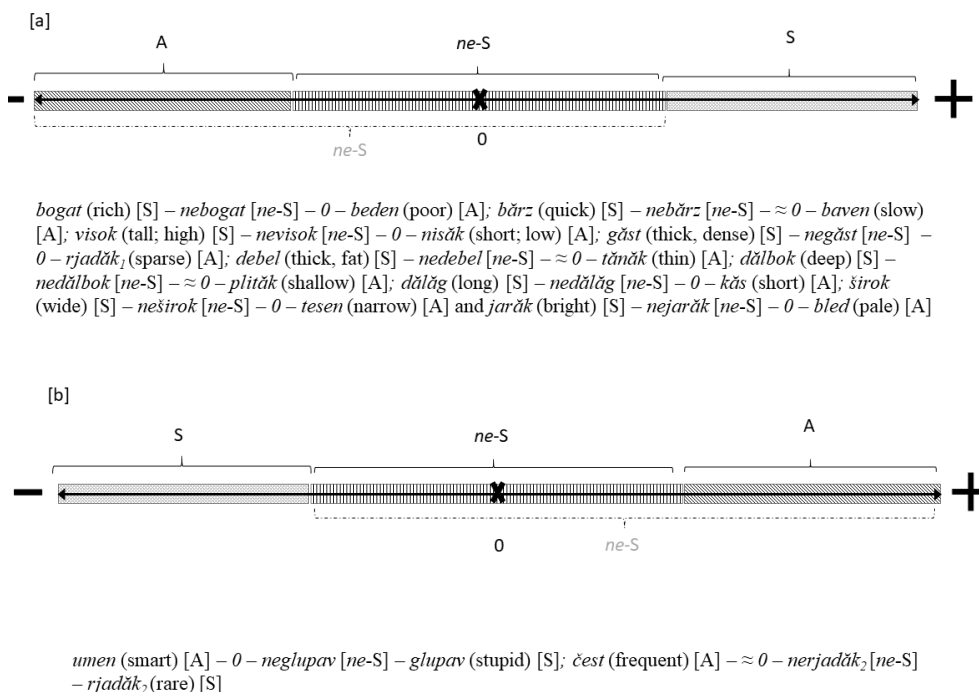 [a]
A
ne-S
S
−
+
ne-S
0
bogat (rich) [S] – nebogat [ne-S] – 0 – beden (poor) [A]; bărz (quick) [S] – nebărz [ne-S] – ≈ 0 – baven (slow)
[A]; visok (tall; high) [S] – nevisok [ne-S] – 0 – nisăk (short; low) [A]; găst (thick, dense) [S] – negăst [ne-S] –
0 – rjadăk₁ (sparse) [A]; debel (thick, fat) [S] – nedebel [ne-S] – ≈ 0 – tănăk (thin) [A]; dălbok (deep) [S] –
nedălbok [ne-S] – ≈ 0 – plităk (shallow) [A]; dălăg (long) [S] – nedălăg [ne-S] – 0 – kăs (short) [A]; širok
(wide) [S] – neširok [ne-S] – 0 – tesen (narrow) [A] and jarăk (bright) [S] – nejarăk [ne-S] – 0 – bled (pale) [A]
[b]
S
ne-S
A
−
+
0
ne-S
umen (smart) [A] – 0 – neglupav [ne-S] – glupav (stupid) [S]; čest (frequent) [A] – ≈ 0 – nerjadăk₂ [ne-S]
– rjadăk₂ (rare) [S]